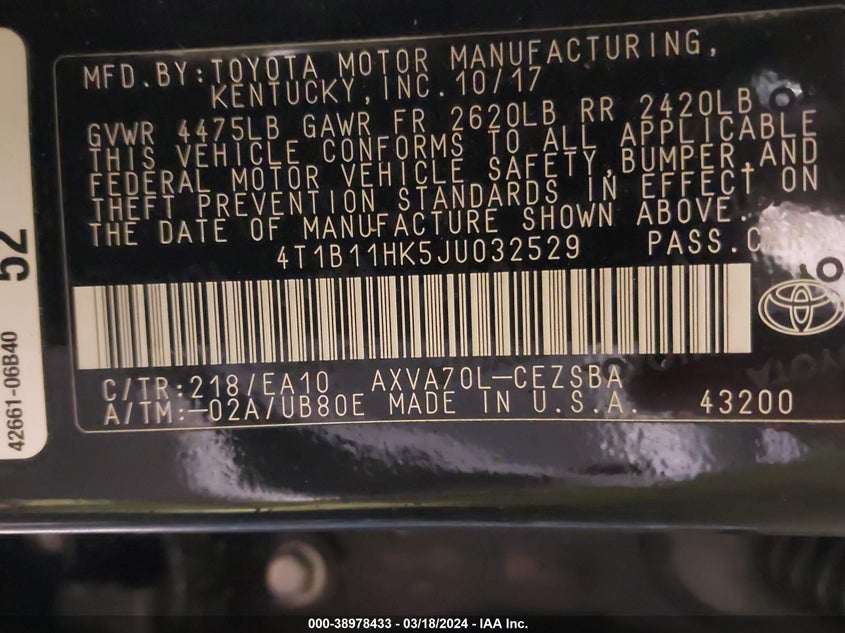 MFD.BY:TOYOTA MOTOR MANUFACTURING,
KENTUCKY,INC.10/17
GVWR 4475LB GAWR FR 2620LB RR 2420LB
THIS VEHICLE CONFORMS TO ALL APPLICABLE
FEDERAL MOTOR VEHICLE SAFETY,BUMPER,AND
THEFT PREVENTION STANDARDS IN EFFECT ON
THE DATE OF MANUFACTURE SHOWN ABOVE.
4T1B11HK5JU032529 PASS.CAR
C/TR:218/EA10 AXVA70L-CEZSBA
A/TM:-02A/UB80E MADE IN U.S.A. 43200
52
42661-06B40
000-38978433 - 03/18/2024 - IAA Inc.